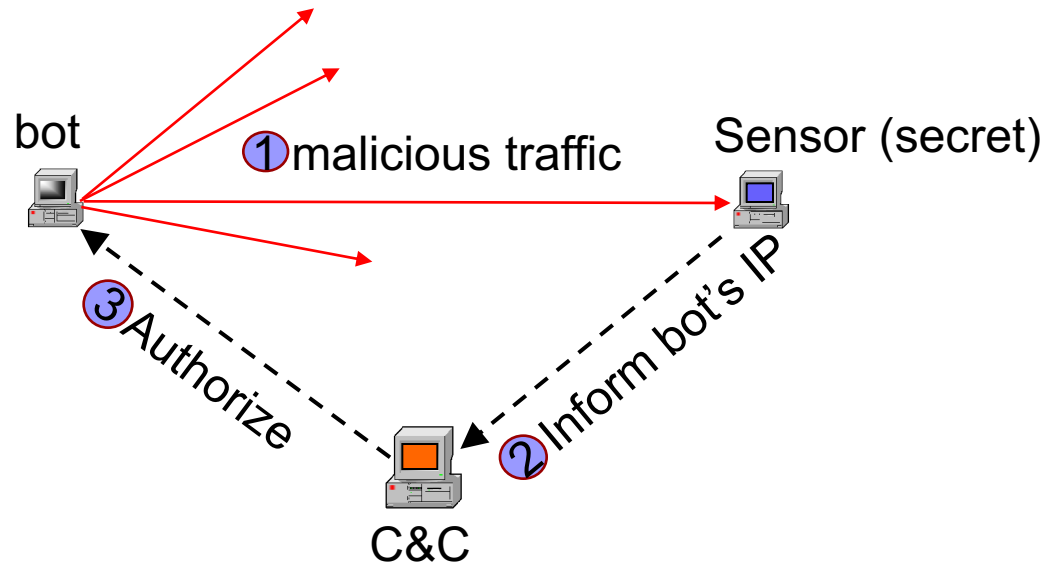 bot
① malicious traffic
Sensor (secret)
② Inform bot's IP
③ Authorize
C&C